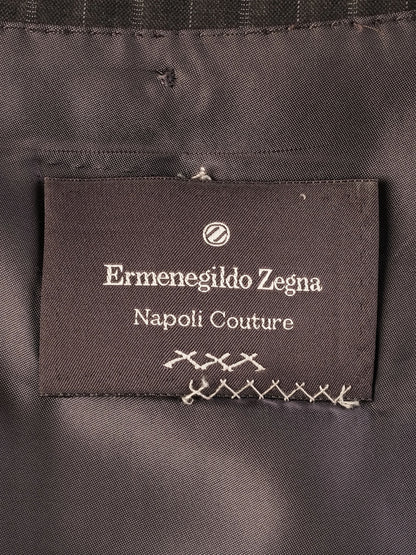 Ermenegildo Zegna
Napoli Couture